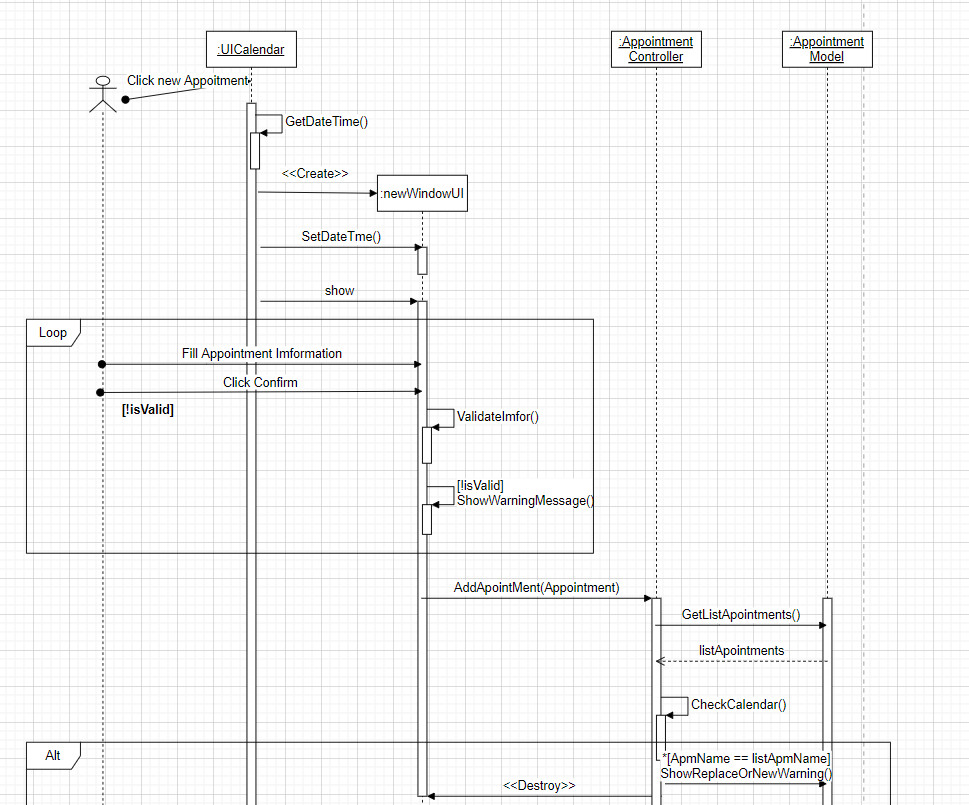 :UICalendar
:Appointment
Controller
:Appointment
Model
Click new Appoitment
GetDateTime()
<<Create>>
:newWindowUI
SetDateTme()
show
Loop
Fill Appointment Imformation
Click Confirm
[!isValid]
ValidateImfor()
[!isValid]
ShowWarningMessage()
AddApointMent(Appointment)
GetListApointments()
listApointments
CheckCalendar()
Alt
*[ApmName == listApmName]
ShowReplaceOrNewWarning()
<<Destroy>>